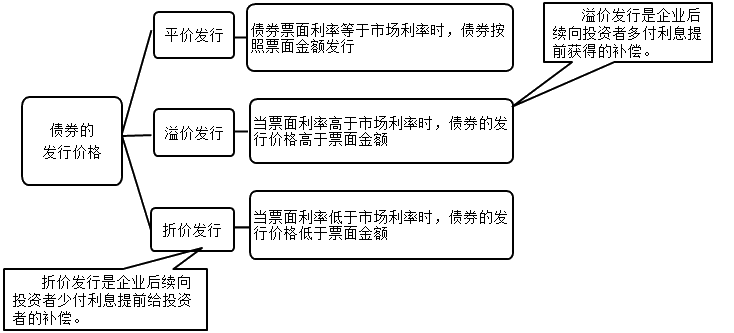 平价发行
债券票面利率等于市场利率时，债券按
照票面金额发行
溢价发行是企业后
续向投资者多付利息提
前获得的补偿。
债券的
发行价格
溢价发行
当票面利率高于市场利率时，债券的发
行价格高于票面金额
折价发行
当票面利率低于市场利率时，债券的发
行价格低于票面金额
折价发行是企业后续向
投资者少付利息提前给投资
者的补偿。